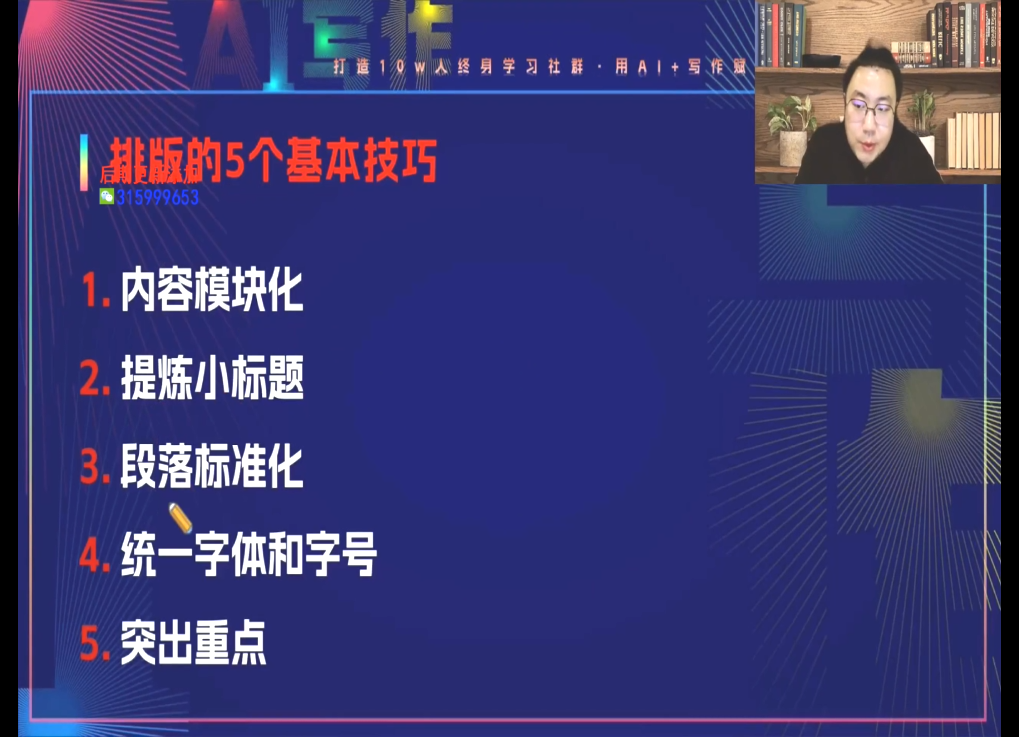 AI写作
打造10w人终身学习社群·用AI+写作赋
排版的5个基本技巧
315999653
1. 内容模块化
2. 提炼小标题
3. 段落标准化
4. 统一字体和字号
5. 突出重点